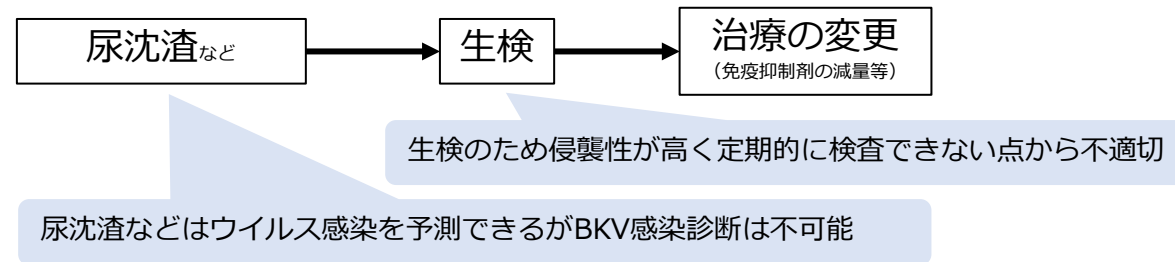 尿沈渣など
生検
治療の変更
（免疫抑制剤の減量等）
生検のため侵襲性が高く定期的に検査できない点から不適切
尿沈渣などはウイルス感染を予測できるがBKV感染診断は不可能